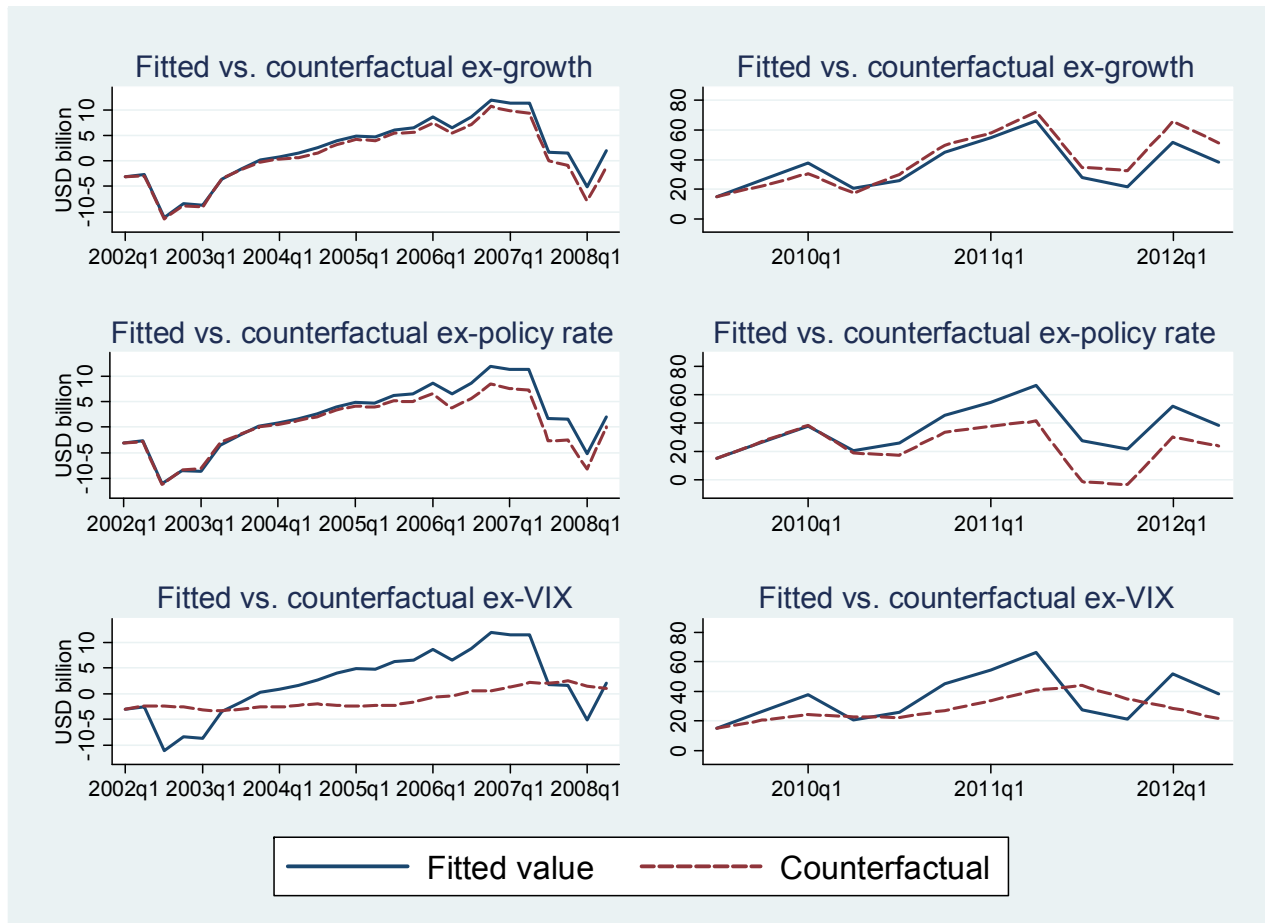 Fitted vs. counterfactual ex-growth
USD billion
-10 -5 0 5 10
2002q1 2003q1 2004q1 2005q1 2006q1 2007q1 2008q1
Fitted vs. counterfactual ex-growth
0 20 40 60 80
2010q1 2011q1 2012q1
Fitted vs. counterfactual ex-policy rate
USD billion
-10 -5 0 5 10
2002q1 2003q1 2004q1 2005q1 2006q1 2007q1 2008q1
Fitted vs. counterfactual ex-policy rate
0 20 40 60 80
2010q1 2011q1 2012q1
Fitted vs. counterfactual ex-VIX
USD billion
-10 -5 0 5 10
2002q1 2003q1 2004q1 2005q1 2006q1 2007q1 2008q1
Fitted vs. counterfactual ex-VIX
0 20 40 60 80
2010q1 2011q1 2012q1
Fitted value Counterfactual